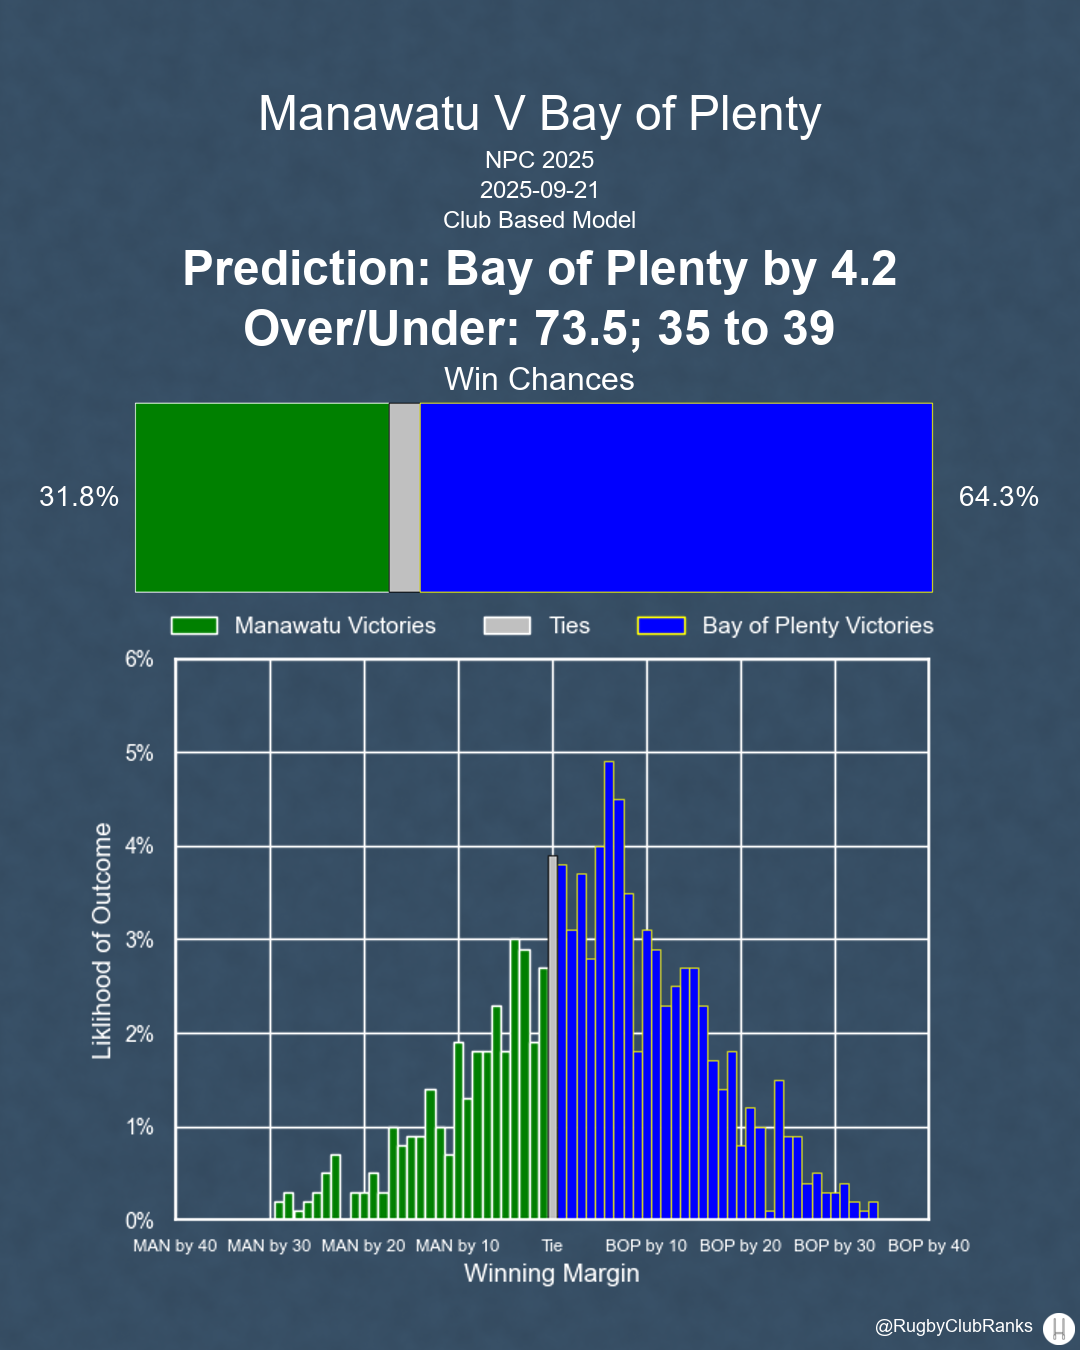 Manawatu V Bay of Plenty
NPC 2025
2025-09-21
Club Based Model
Prediction: Bay of Plenty by 4.2
Over/Under: 73.5; 35 to 39
Win Chances
31.8%
64.3%
Manawatu Victories
Ties
Bay of Plenty Victories
6%
5%
4%
3%
2%
1%
0%
Liklihood of Outcome
MAN by 40 MAN by 30 MAN by 20 MAN by 10 Tie BOP by 10 BOP by 20 BOP by 30 BOP by 40
Winning Margin
@RugbyClubRanks